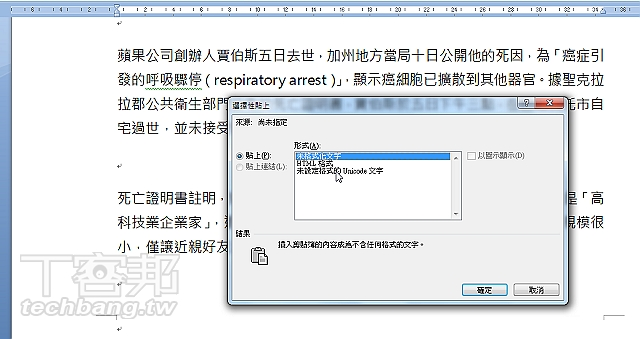 蘋果公司創辦人賈伯斯五日去世，加州地方當局十日公開他的死因，為「癌症引
發的呼吸驟停 ( respiratory arrest )」，顯示癌細胞已擴散到其他器官。據聖克拉
拉郡公共衛生部門
市自
宅過世，並未接受
選擇性貼上
來源: 尚未指定
形式(A):
貼上(P):
貼上連結(L):
未格式化文字
HTML 格式
未設定格式的 Unicode 文字
以圖示顯示(D)
結果
插入剪貼簿的內容成為不含任何格式的文字。
確定
取消
死亡證明書註明，
是「高
科技業企業家」，
規模很
小，僅讓近親好友
T客邦
techbang.tw